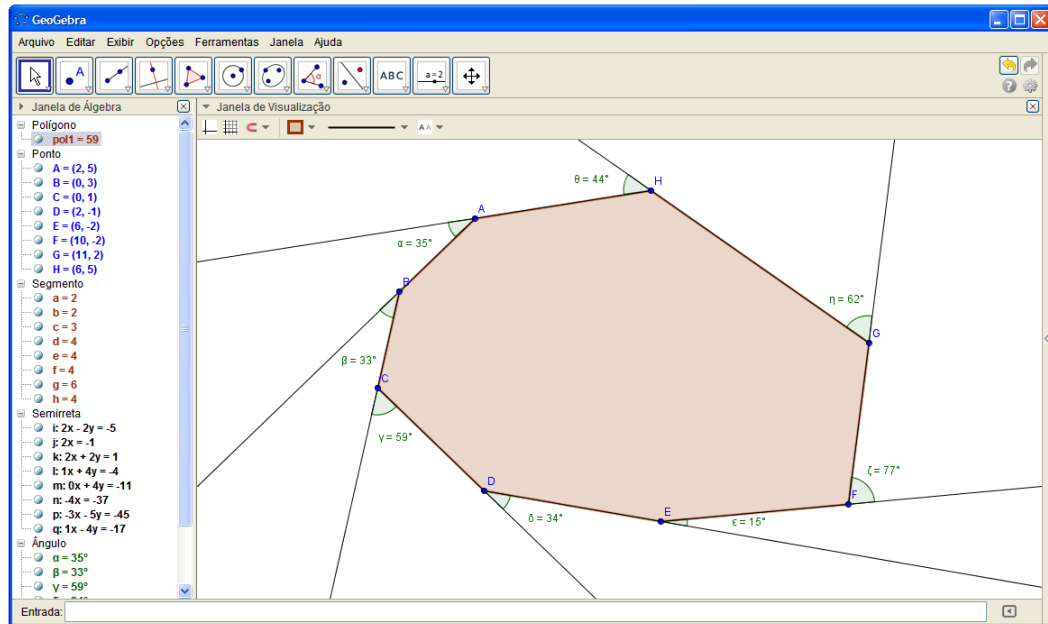 GeoGebra
Arquivo Editar Exibir Opções Ferramentas Janela Ajuda
A
α
ABC
a=2
Janela de Álgebra
Janela de Visualização
AA
Polígono
pol1 = 59
Ponto
A = (2, 5)
B = (0, 3)
C = (0, 1)
D = (2, -1)
E = (6, -2)
F = (10, -2)
G = (11, 2)
H = (6, 5)
Segmento
a = 2
b = 2
c = 3
d = 4
e = 4
f = 4
g = 6
h = 4
Semirreta
i: 2x - 2y = -5
j: 2x = -1
k: 2x + 2y = 1
l: 1x + 4y = -4
m: 0x + 4y = -11
n: -4x = -37
p: -3x - 5y = -45
q: 1x - 4y = -17
Ângulo
α = 35°
β = 33°
γ = 59°
θ = 44°
H
A
α = 35°
B
η = 62°
G
β = 33°
C
γ = 59°
D
δ = 34°
E
ε = 15°
F
ζ = 77°
Entrada: